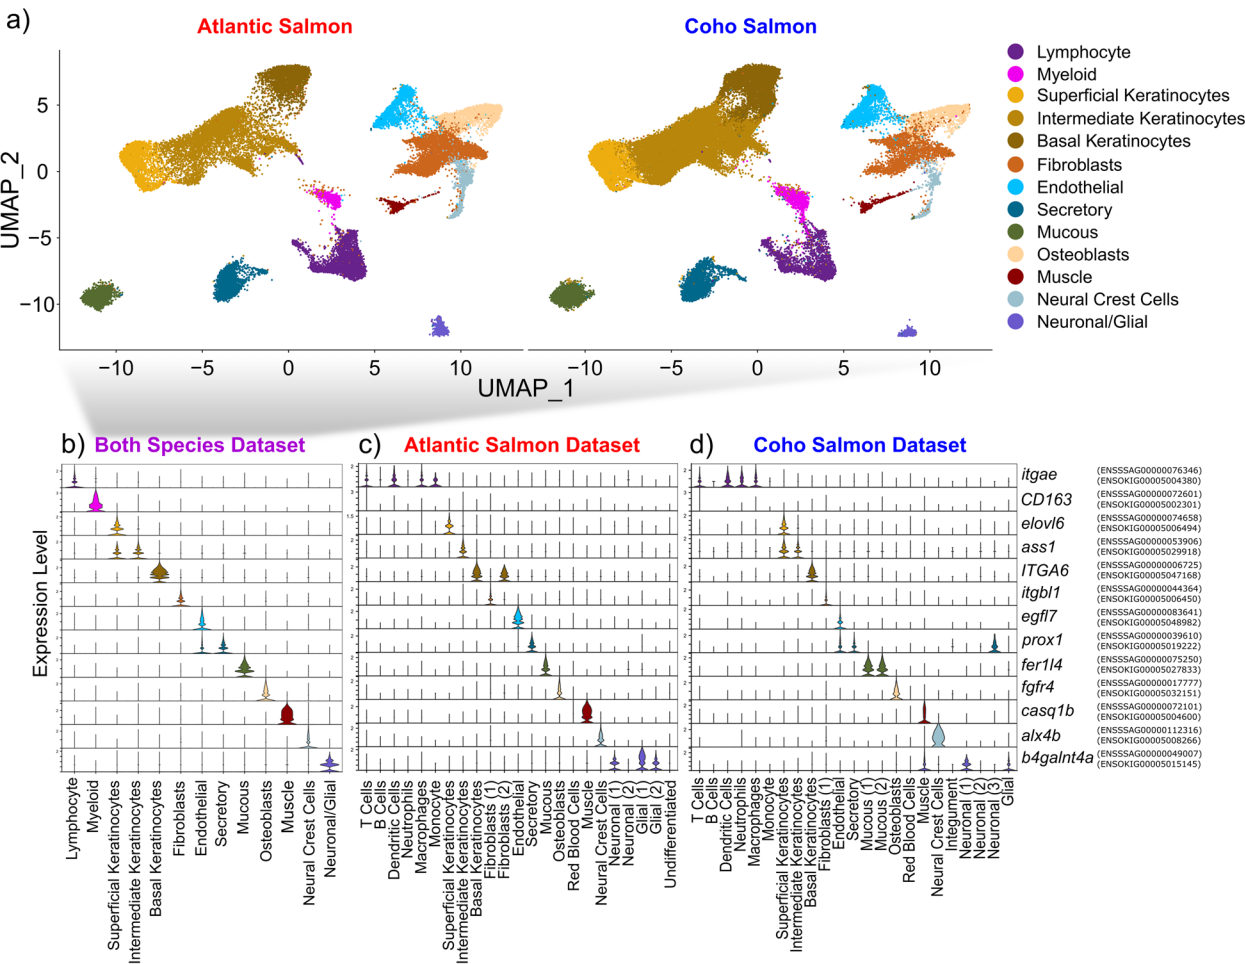 a)
Atlantic Salmon
Coho Salmon
Lymphocyte
Myeloid
Superficial Keratinocytes
Intermediate Keratinocytes
Basal Keratinocytes
Fibroblasts
Endothelial
Secretory
Mucous
Osteoblasts
Muscle
Neural Crest Cells
Neuronal/Glial
UMAP_2
5
0
−5
−10
−10 −5 0 5 10 −10 −5 0 5 10
UMAP_1
b) Both Species Dataset
c) Atlantic Salmon Dataset
d) Coho Salmon Dataset
Expression Level
itgae (ENSSSAG00000076346)
(ENSOKIG00005004380)
CD163 (ENSSSAG00000072601)
(ENSOKIG00005002301)
elovl6 (ENSSSAG00000074658)
(ENSOKIG00005006494)
ass1 (ENSSSAG00000053906)
(ENSOKIG00005029918)
ITGA6 (ENSSSAG00000006725)
(ENSOKIG00005047168)
itgbl1 (ENSSSAG00000044364)
(ENSOKIG00005006450)
egfl7 (ENSSSAG00000083641)
(ENSOKIG00005048982)
prox1 (ENSSSAG00000039610)
(ENSOKIG00005019222)
fer1l4 (ENSSSAG00000075250)
(ENSOKIG00005027833)
fgfr4 (ENSSSAG00000017777)
(ENSOKIG00005032151)
casq1b (ENSSSAG00000072101)
(ENSOKIG00005004600)
alx4b (ENSSSAG00000112316)
(ENSOKIG00005008266)
b4galnt4a (ENSSSAG00000049007)
(ENSOKIG00005015145)
Lymphocyte
Myeloid
Superficial Keratinocytes
Intermediate Keratinocytes
Basal Keratinocytes
Fibroblasts
Endothelial
Secretory
Mucous
Osteoblasts
Muscle
Neural Crest Cells
Neuronal/Glial
T Cells
B Cells
Dendritic Cells
Neutrophils
Macrophages
Monocyte
Superficial Keratinocytes
Intermediate Keratinocytes
Basal Keratinocytes
Fibroblasts (1)
Fibroblasts (2)
Endothelial
Secretory
Mucous
Osteoblasts
Red Blood Cells
Muscle
Neural Crest Cells
Neuronal (1)
Neuronal (2)
Glial (1)
Glial (2)
Undifferentiated
T Cells
B Cells
Dendritic Cells
Neutrophils
Macrophages
Monocyte
Superficial Keratinocytes
Intermediate Keratinocytes
Basal Keratinocytes
Fibroblasts (1)
Endothelial
Secretory
Mucous (1)
Mucous (2)
Osteoblasts
Red Blood Cells
Muscle
Neural Crest Cells
Integument
Neuronal (1)
Neuronal (2)
Neuronal (3)
Glial